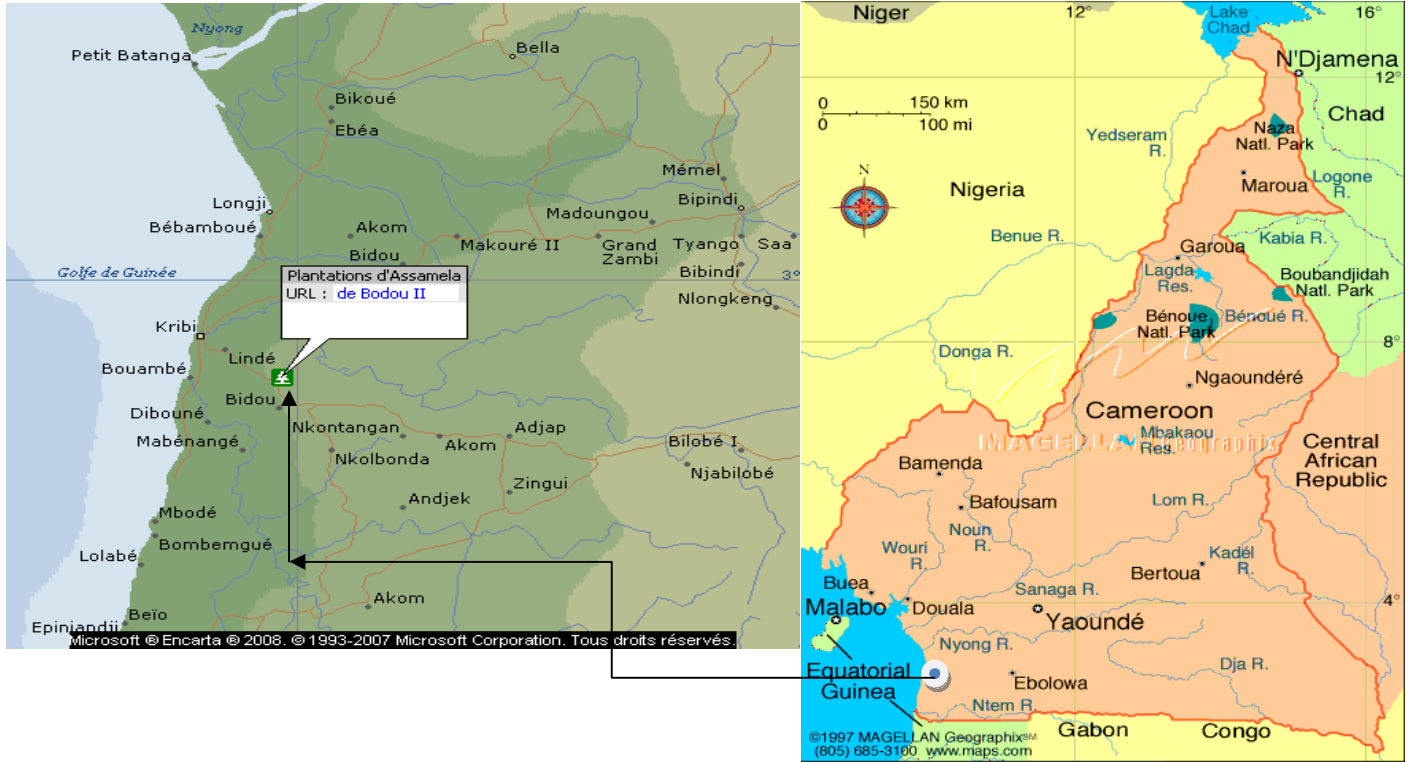 Nyong
Petit Batanga
Bella
Bikoué
Ebéa
Mémel
Bipindi
Longji
Bébamboué
Akom
Madoungou
Makouré II
Grand
Zambi
Tyango
Saa
Bidou
Bibindi
Golfe de Guinée
3°
Plantations d'Assamela
URL : de Bodou II
Nlongkeng
Kribi
Lindé
Bouambé
Bidou
Dibouné
Mabénangé
Nkontangan
Akom
Adjap
Bilobé I
Nkolbonda
Njabilobé
Zingui
Andjek
Mbodé
Bombemgué
Lolabé
Akom
Beïo
Epiniandji
Microsoft ® Encarta ® 2008. © 1993-2007 Microsoft Corporation. Tous droits réservés.
Niger
12°
Lake
Chad
16°
N'Djamena
12°
0 150 km
0 100 mi
Chad
Naza
Natl. Park
Yedseram
R.
N
Maroua
Logone
R.
Nigeria
Benue R.
Garoua
Kabia R.
Lagda
Res.
Boubandjidah
Natl. Park
Bénoue
Natl. Park
Bénoué R.
8°
Donga R.
Ngaoundéré
Cameroon
Mbakaou
Res.
MAGELLAN Geographix
Central
African
Republic
Bamenda
Bafousam
Lom R.
Noun
R.
Wouri
R.
Kadél
R.
Bertoua
Buea
Sanaga R.
Malabo
Douala
4°
Yaoundé
Nyong R.
Dja R.
Equatorial
Guinea
Ebolowa
Ntem R.
Gabon
Congo
©1997 MAGELLAN Geographix℠
(805) 685-3100 www.maps.com